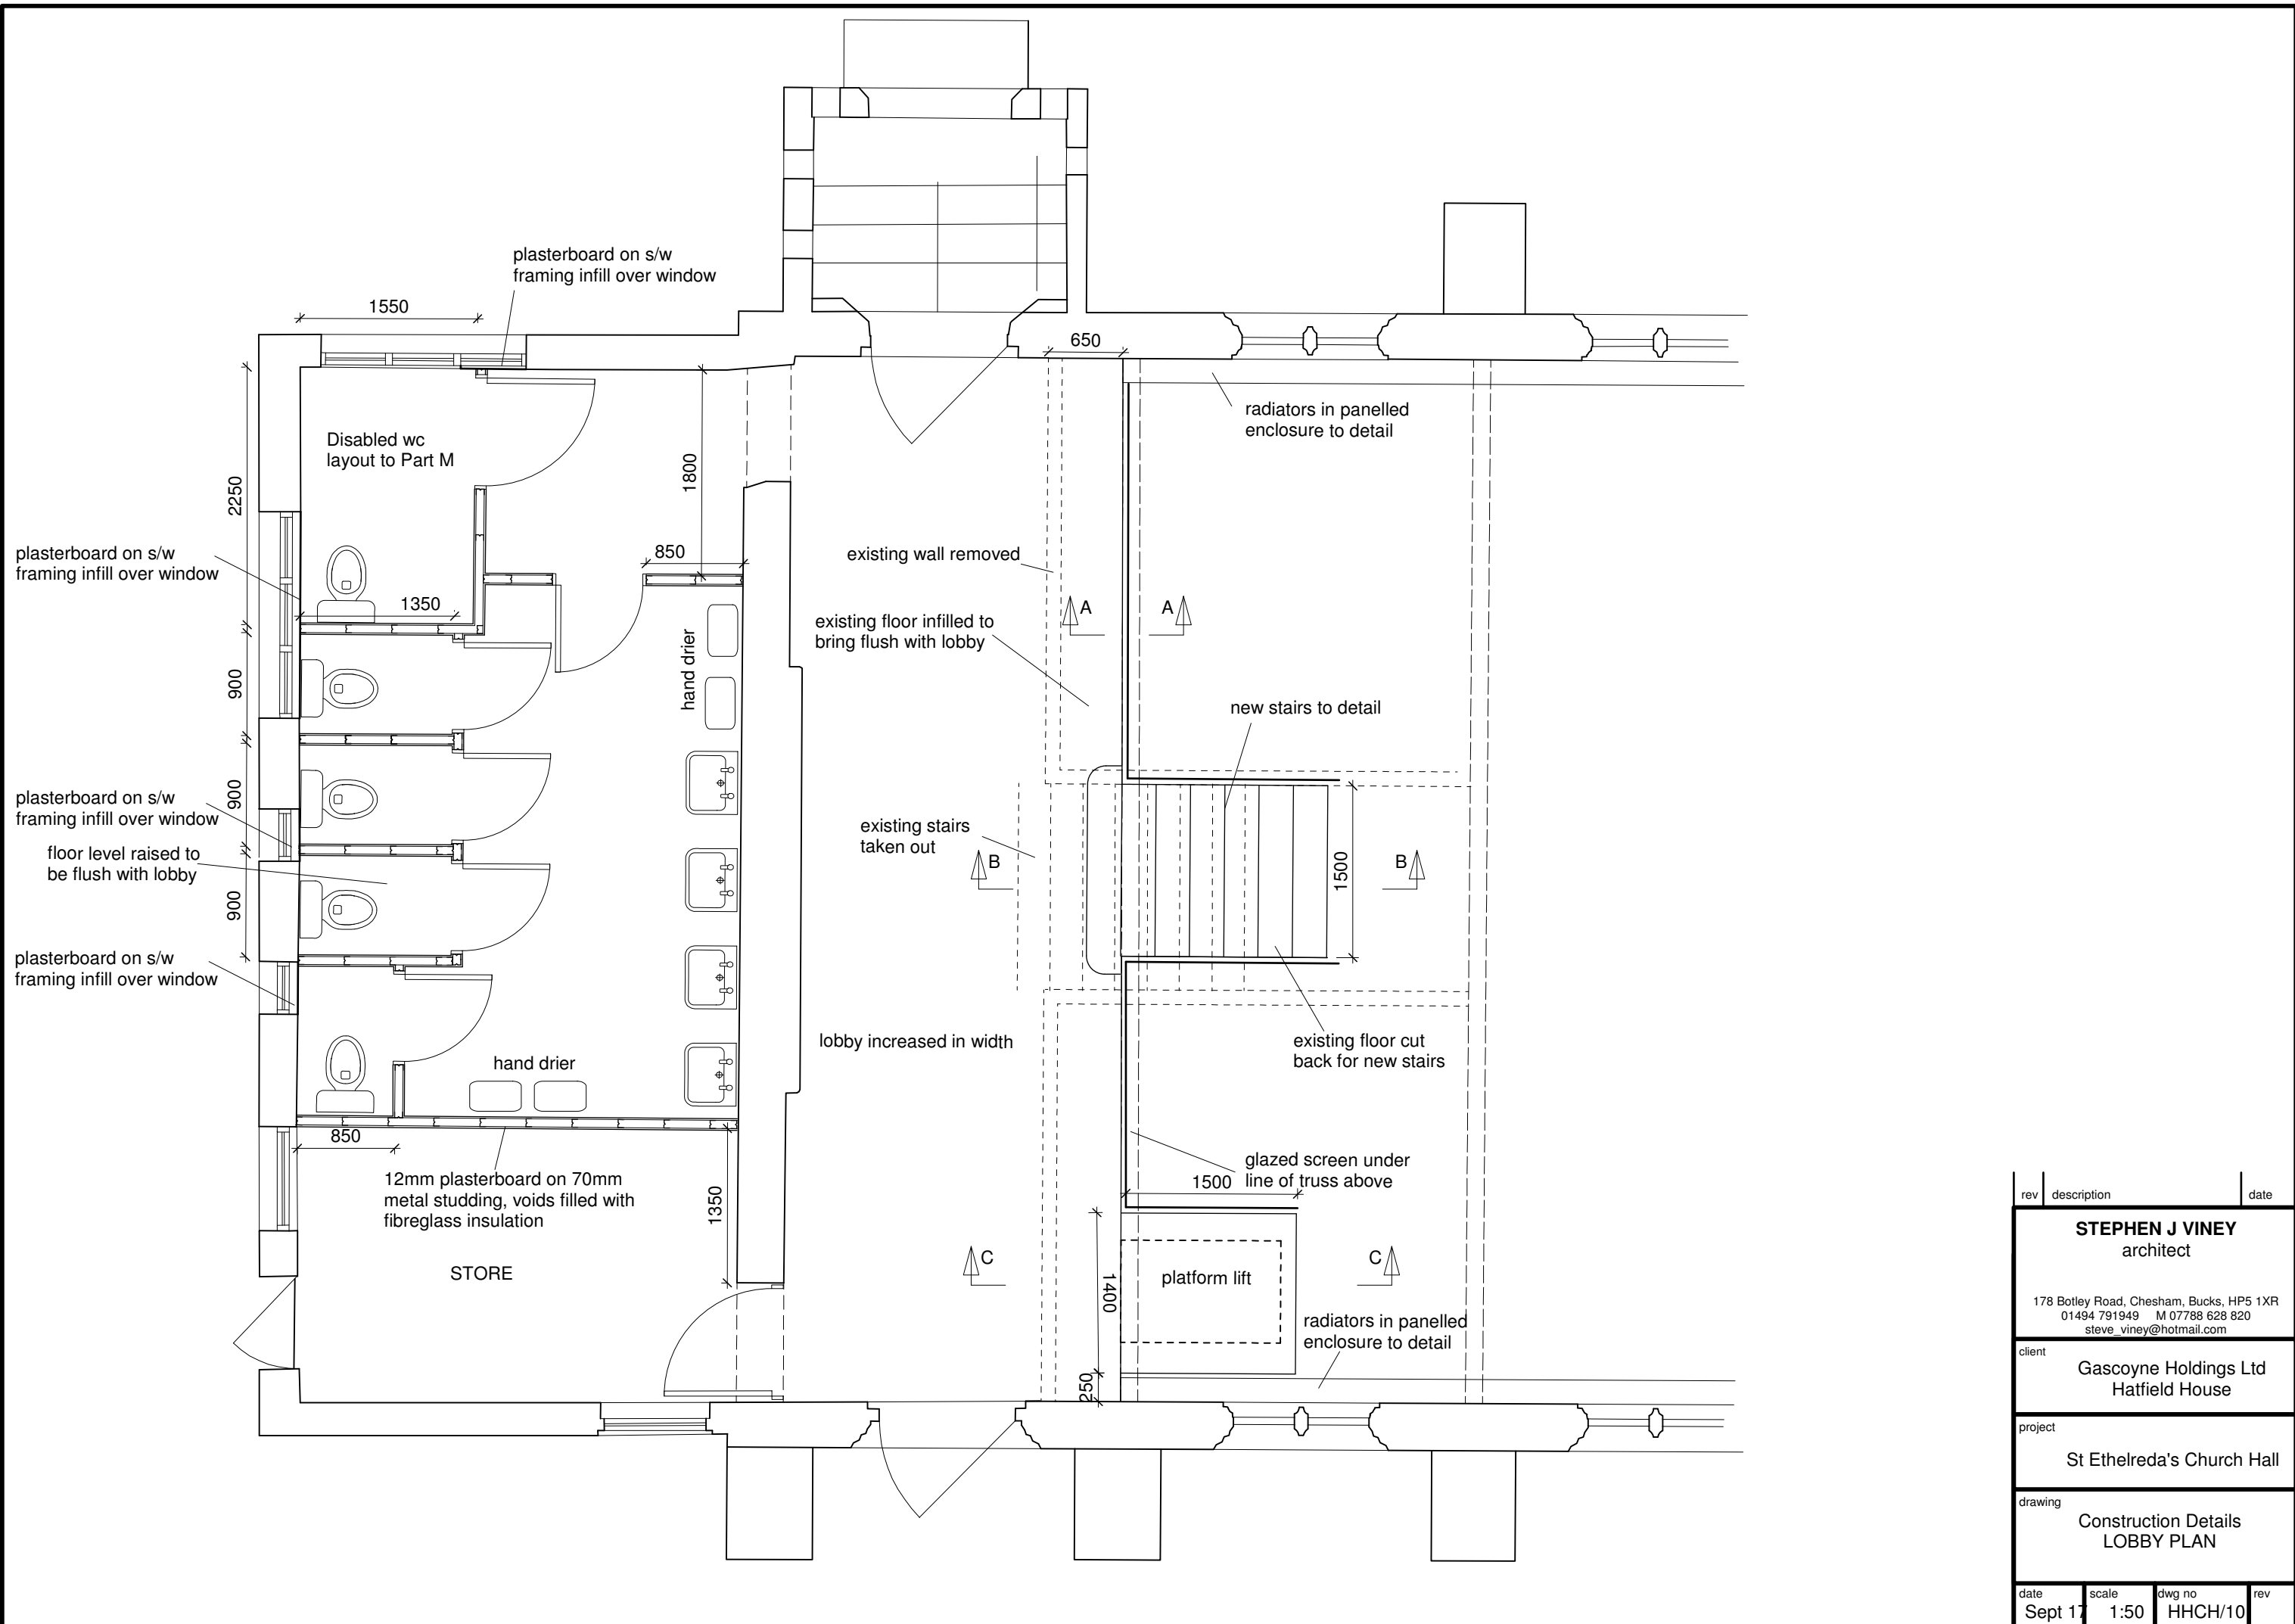 plasterboard on s/w
framing infill over window
1550
650
radiators in panelled
enclosure to detail
Disabled wc
layout to Part M
2250
1800
plasterboard on s/w
framing infill over window
850
existing wall removed
1350
A
A
existing floor infilled to
bring flush with lobby
hand drier
900
new stairs to detail
plasterboard on s/w
framing infill over window
900
existing stairs
taken out
floor level raised to
be flush with lobby
B
B
1500
900
plasterboard on s/w
framing infill over window
lobby increased in width
existing floor cut
back for new stairs
hand drier
850
12mm plasterboard on 70mm
metal studding, voids filled with
fibreglass insulation
1350
glazed screen under
line of truss above
1500
STORE
C
C
1400
platform lift
radiators in panelled
enclosure to detail
250
rev description date
STEPHEN J VINEY
architect
178 Botley Road, Chesham, Bucks, HP5 1XR
01494 791949 M 07788 628 820
steve_viney@hotmail.com
client
Gascoyne Holdings Ltd
Hatfield House
project
St Ethelreda's Church Hall
drawing
Construction Details
LOBBY PLAN
date scale dwg no rev
Sept 17 1:50 HHCH/10